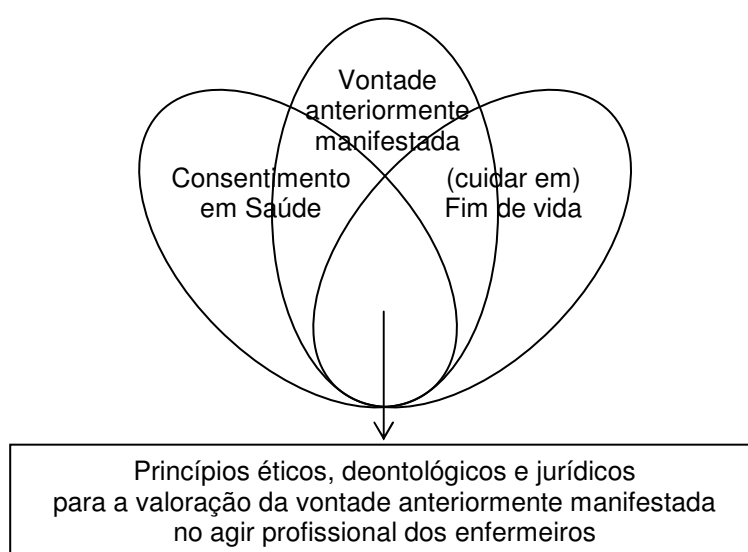 Vontade
anteriormente
manifestada
Consentimento
em Saúde
(cuidar em)
Fim de vida
Princípios éticos, deontológicos e jurídicos
para a valoração da vontade anteriormente manifestada
no agir profissional dos enfermeiros